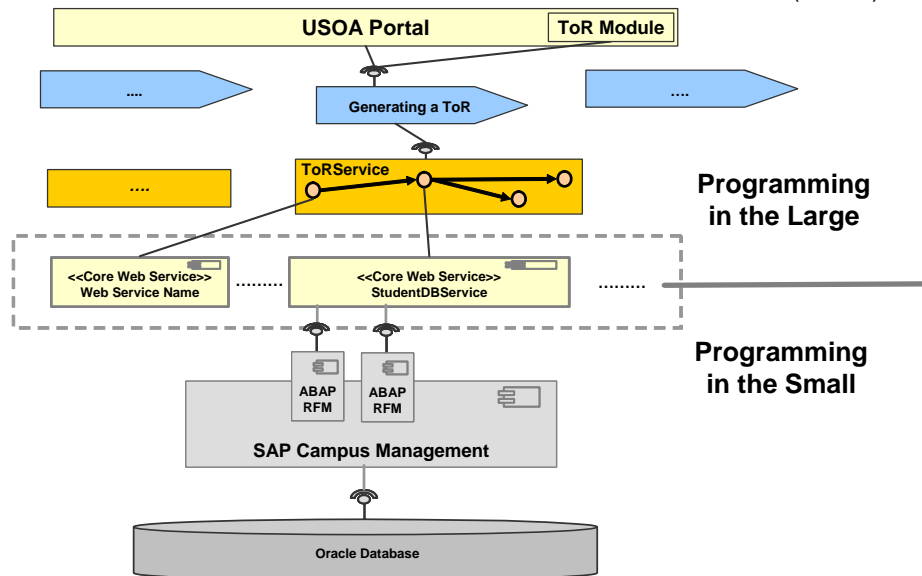 USOA Portal
ToR Module
....
Generating a ToR
....
ToRService
....
Programming
in the Large
<<Core Web Service>>
Web Service Name
.........
<<Core Web Service>>
StudentDBService
.........
Programming
in the Small
ABAP
RFM
ABAP
RFM
SAP Campus Management
Oracle Database